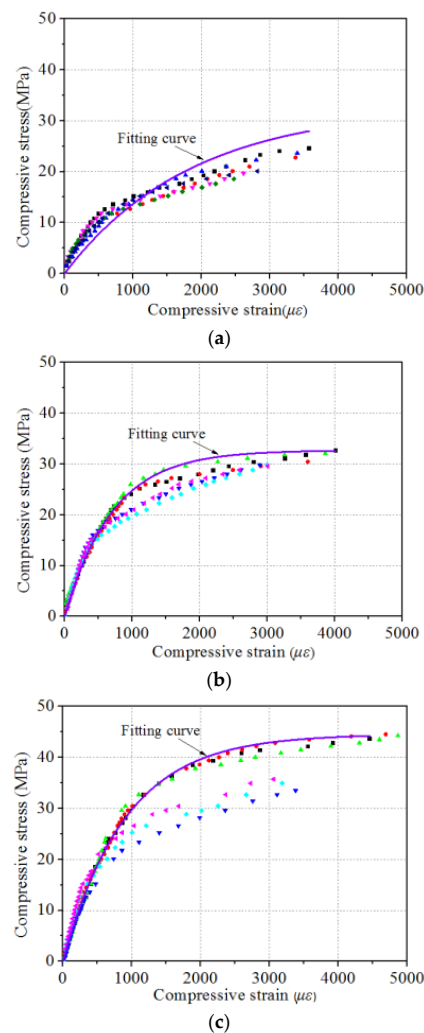 50
40
30
20
10
0
Compressive stress(MPa)
Fitting curve
0 1000 2000 3000 4000 5000
Compressive strain(με)
(a)
50
40
30
20
10
0
Compressive stress (MPa)
Fitting curve
0 1000 2000 3000 4000 5000
Compressive strain (με)
(b)
50
40
30
20
10
0
Compressive stress (MPa)
Fitting curve
0 1000 2000 3000 4000 5000
Compressive strain (με)
(c)